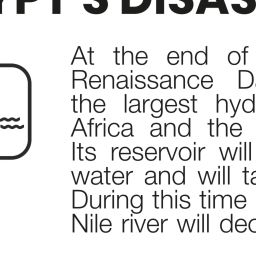 YPT'S DISAS
At the end of
Renaissance Da
the largest hyd
Africa and the
Its reservoir will
water and will ta
During this time
Nile river will dec